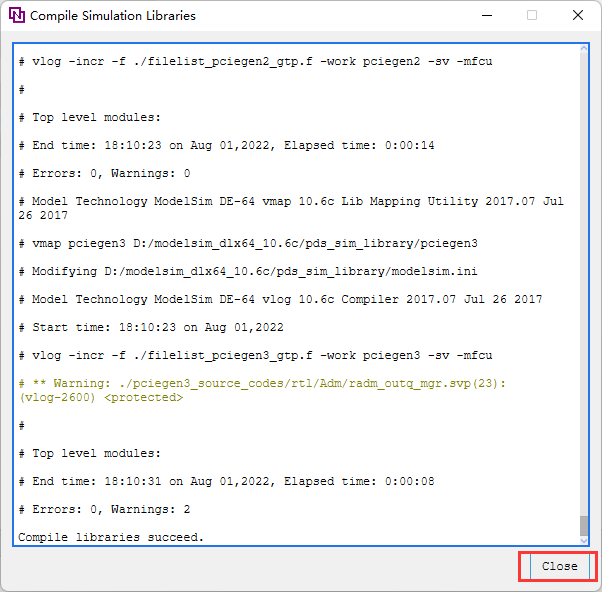 Compile Simulation Libraries
# vlog -incr -f ./filelist_pciegen2_gtp.f -work pciegen2 -sv -mfcu
#
# Top level modules:
# End time: 18:10:23 on Aug 01,2022, Elapsed time: 0:00:14
# Errors: 0, Warnings: 0
# Model Technology ModelSim DE-64 vmap 10.6c Lib Mapping Utility 2017.07 Jul
26 2017
# vmap pciegen3 D:/modelsim_dlx64_10.6c/pds_sim_library/pciegen3
# Modifying D:/modelsim_dlx64_10.6c/pds_sim_library/modelsim.ini
# Model Technology ModelSim DE-64 vlog 10.6c Compiler 2017.07 Jul 26 2017
# Start time: 18:10:23 on Aug 01,2022
# vlog -incr -f ./filelist_pciegen3_gtp.f -work pciegen3 -sv -mfcu
# ** Warning: ./pciegen3_source_codes/rtl/Adm/radm_outq_mgr.svp(23):
(vlog-2600) <protected>
#
# Top level modules:
# End time: 18:10:31 on Aug 01,2022, Elapsed time: 0:00:08
# Errors: 0, Warnings: 2
Compile libraries succeed.
Close